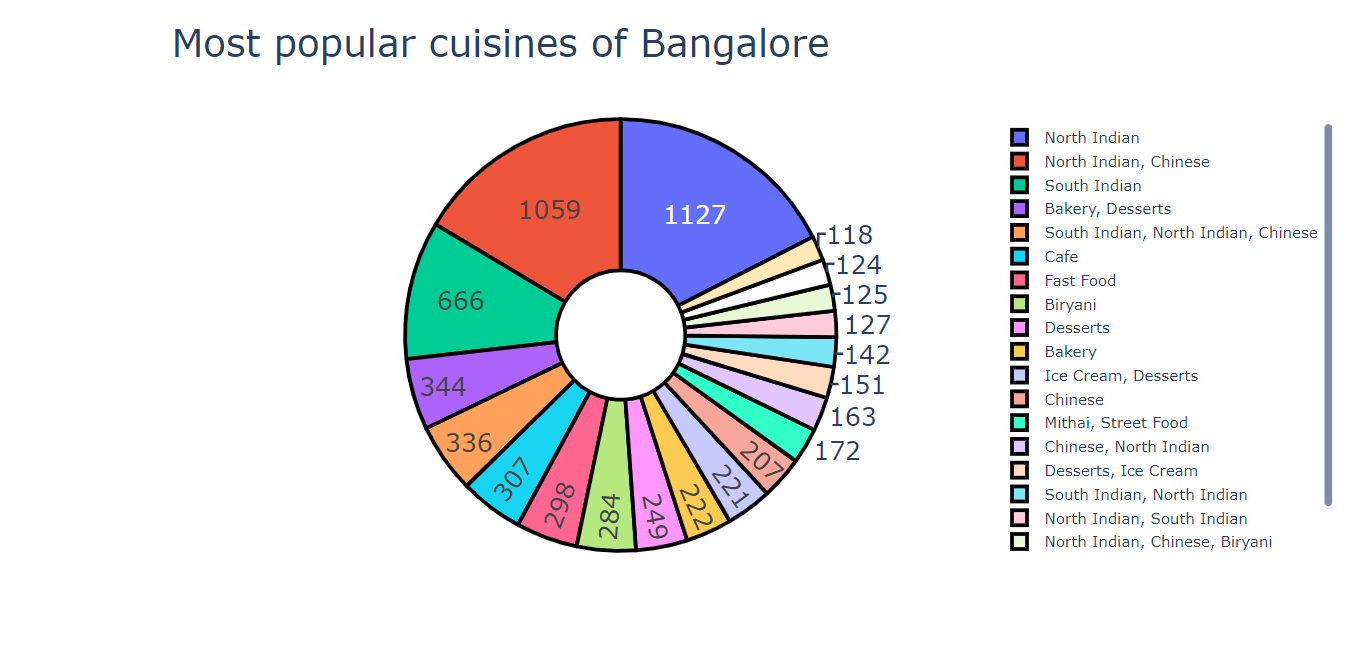 Most popular cuisines of Bangalore
1127
1059
666
344
336
307
298
284
249
222
221
207
172
163
151
142
127
125
124
118
North Indian
North Indian, Chinese
South Indian
Bakery, Desserts
South Indian, North Indian, Chinese
Cafe
Fast Food
Biryani
Desserts
Bakery
Ice Cream, Desserts
Chinese
Mithai, Street Food
Chinese, North Indian
Desserts, Ice Cream
South Indian, North Indian
North Indian, South Indian
North Indian, Chinese, Biryani